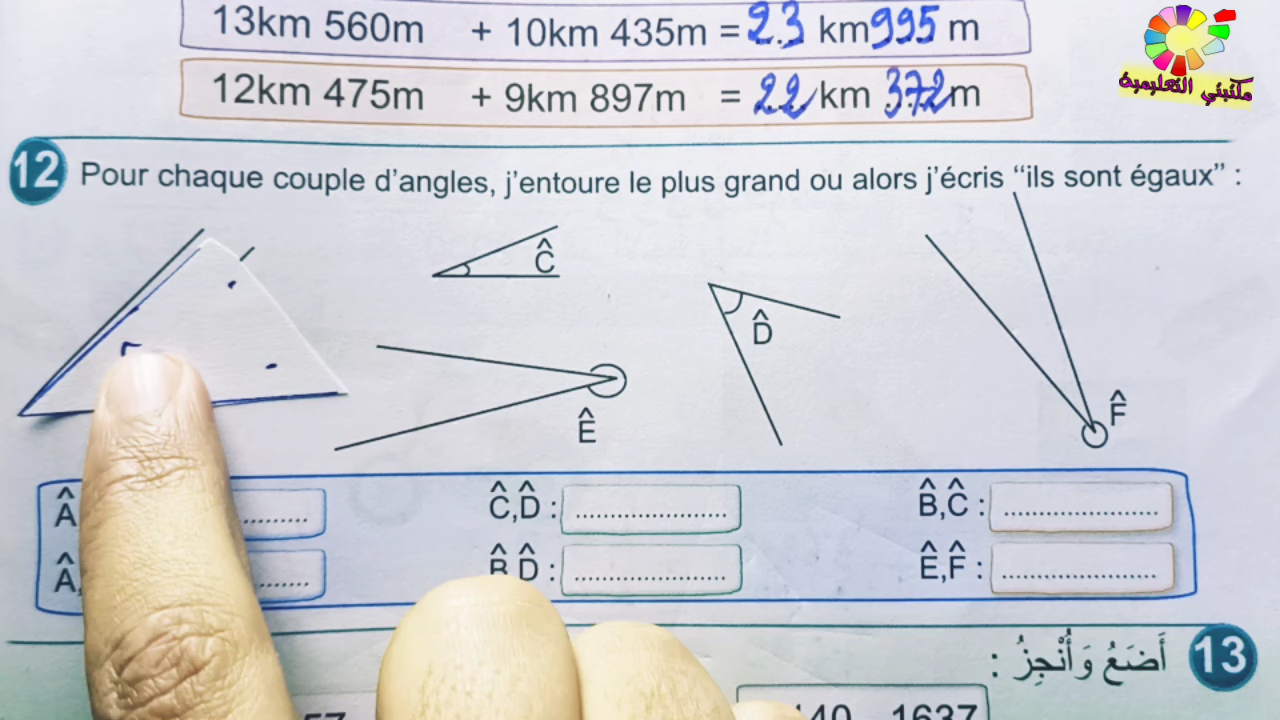 13km 560m + 10km 435m = 23 km 995 m
مكتبتي التعليمية
12km 475m + 9km 897m = 22 km 372 m
12 Pour chaque couple d'angles, j'entoure le plus grand ou alors j'écris “ils sont égaux” :
Ĉ
D̂
Ê
F̂
Â ..........
Ĉ,D̂ : ......................
B̂,Ĉ : ......................
Â, ........
B̂ D̂ : ......................
Ê,F̂ : ......................
13 أَضَعُ وَأُنْجِزُ :
1637